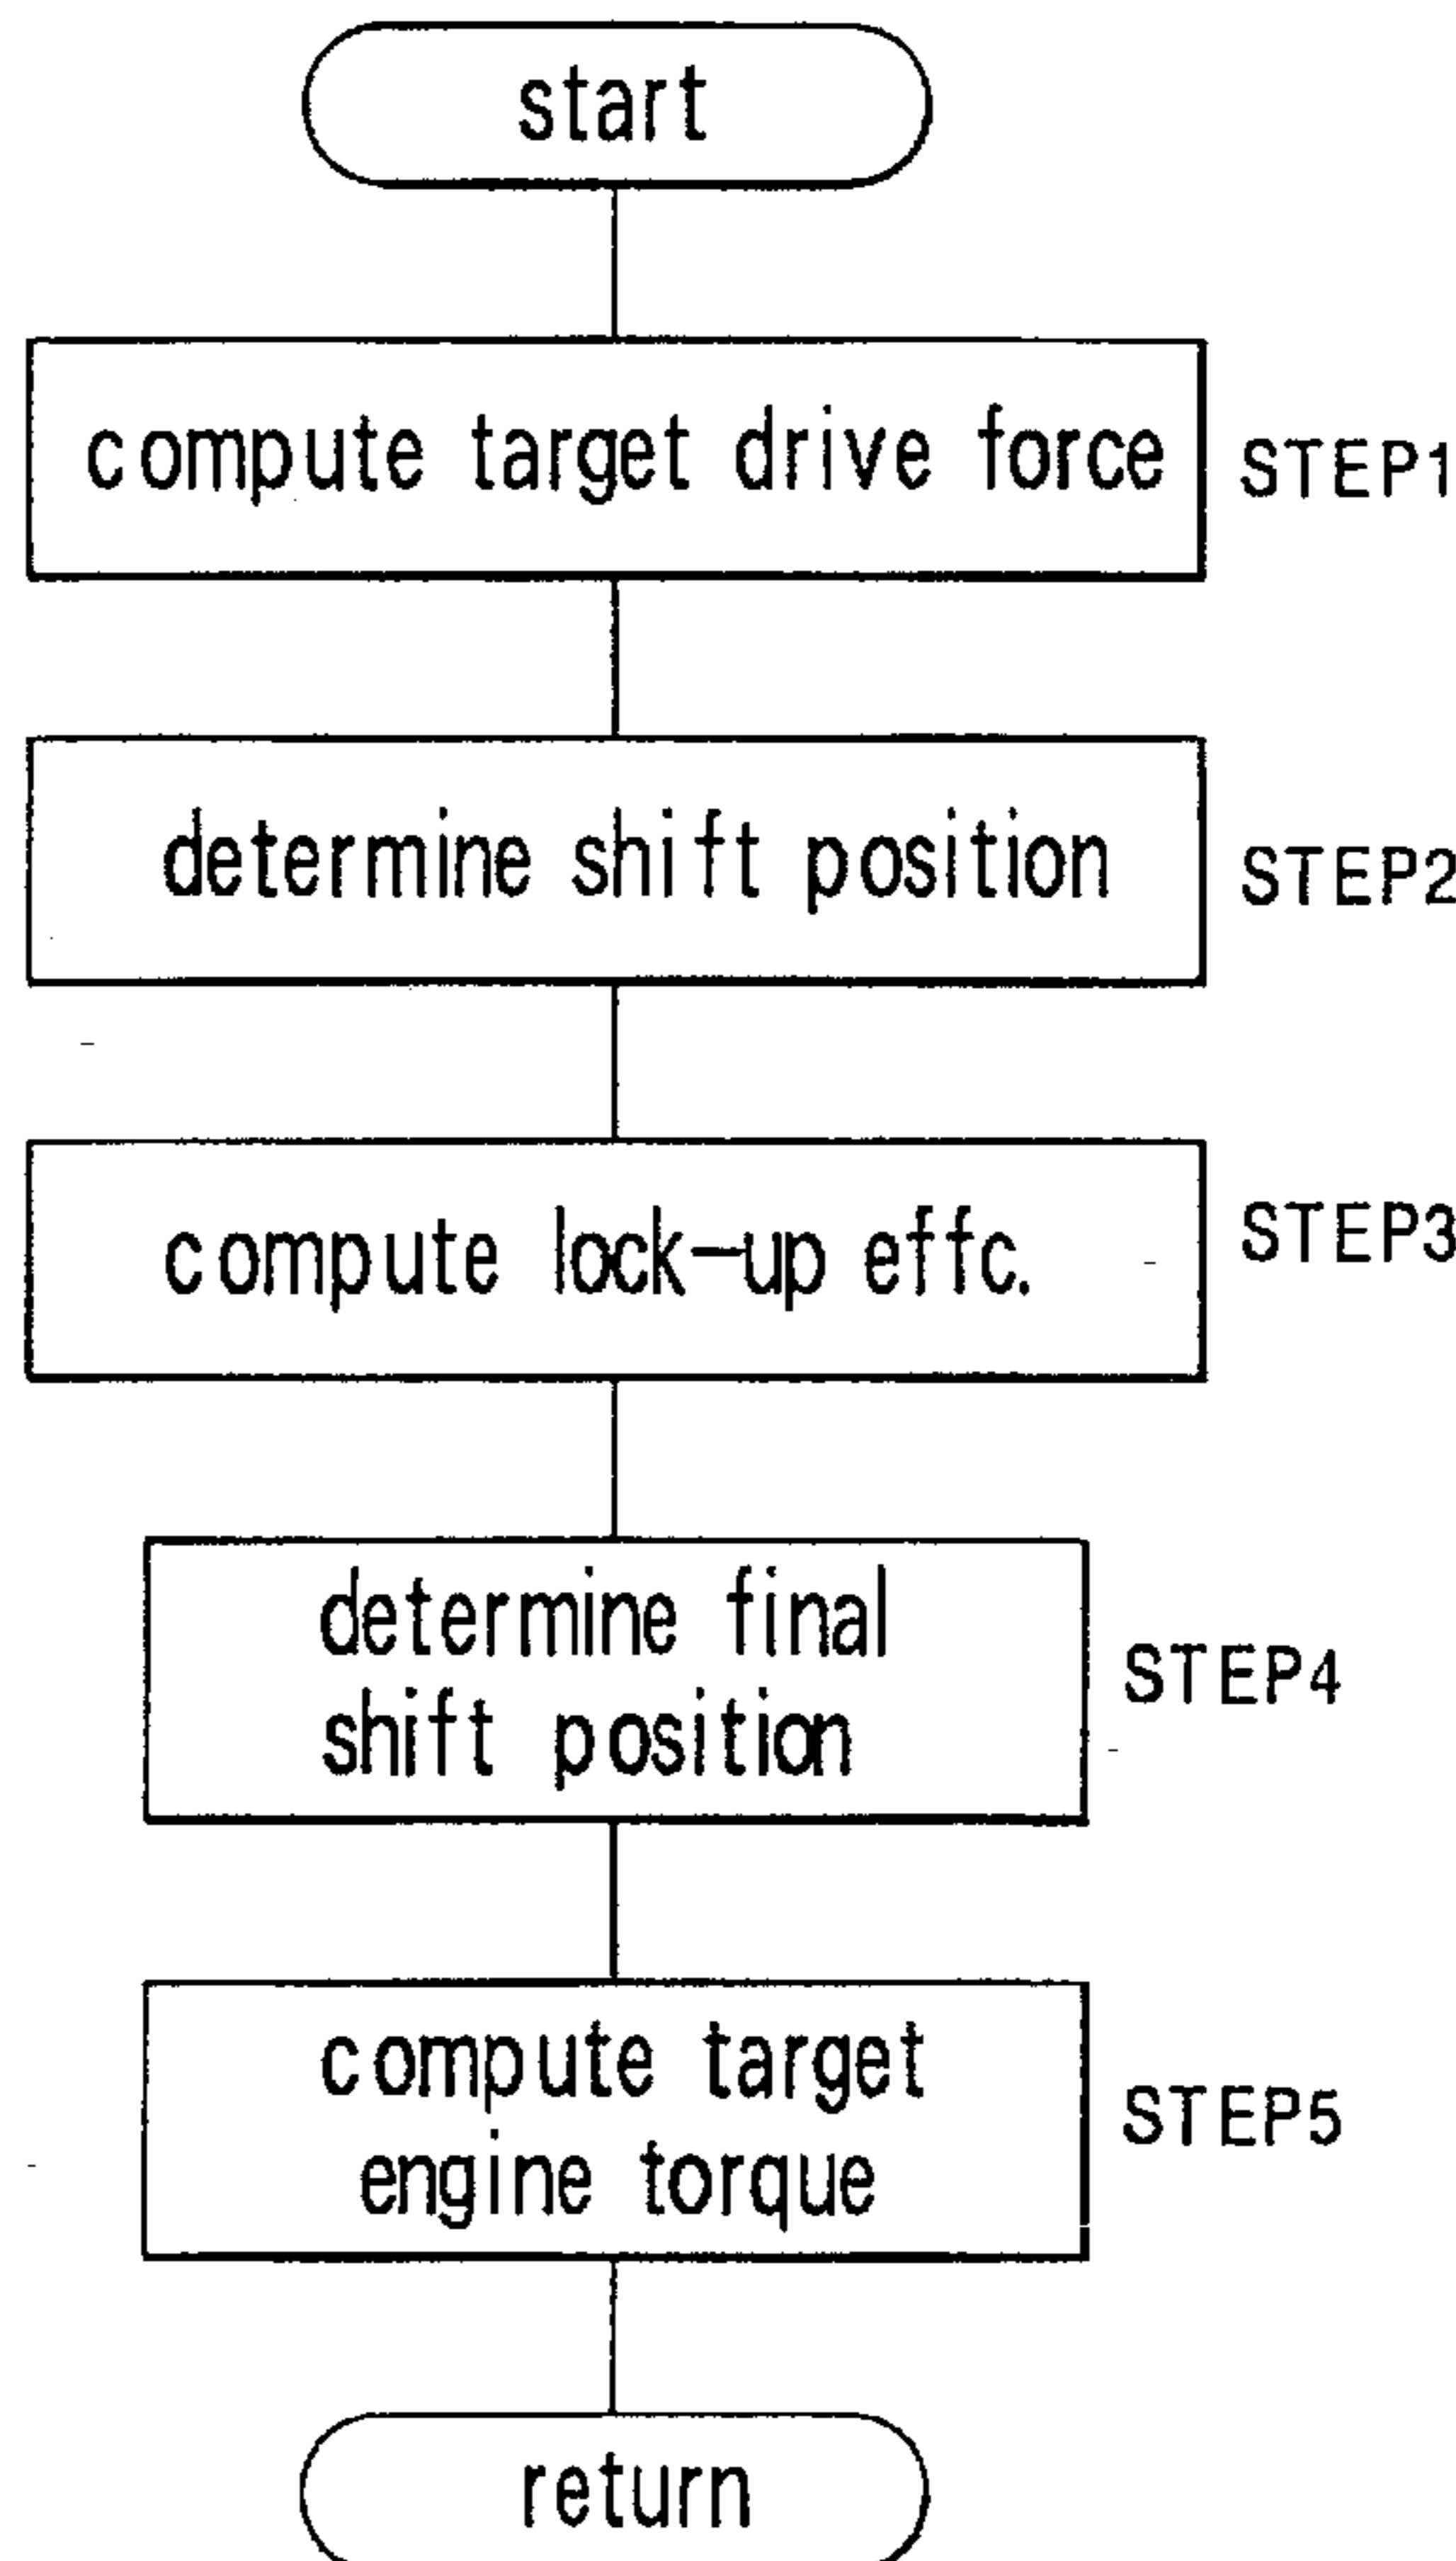 start
compute target drive force
STEP1
determine shift position
STEP2
compute lock-up effc.
STEP3
determine final
shift position
STEP4
compute target
engine torque
STEP5
return